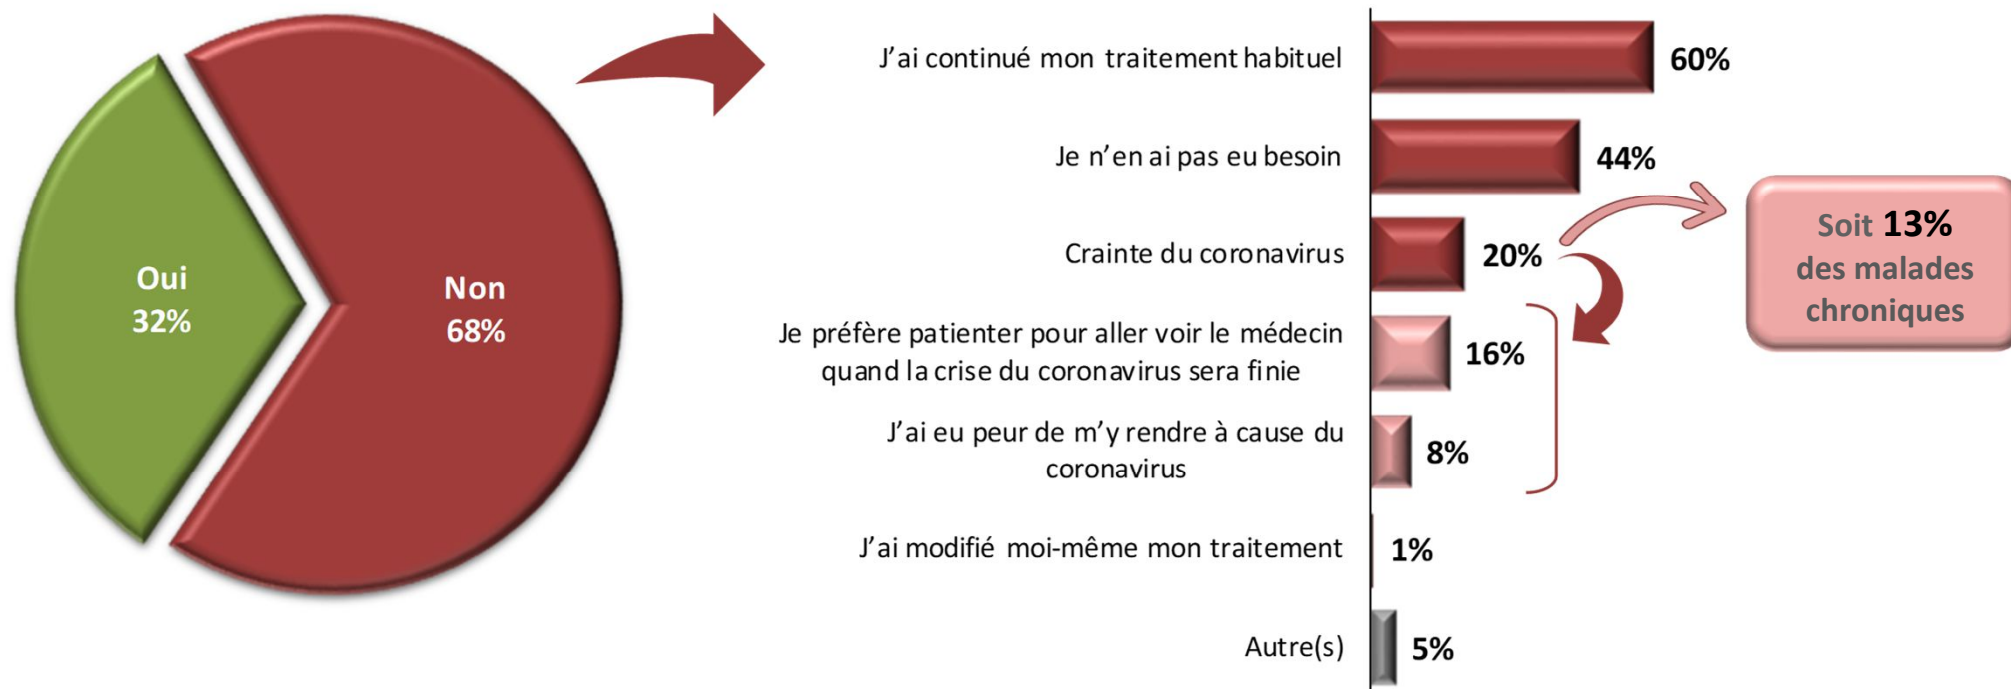 Oui
32%
Non
68%
J'ai continué mon traitement habituel
60%
Je n'en ai pas eu besoin
44%
Crainte du coronavirus
20%
Soit 13%
des malades
chroniques
Je préfère patienter pour aller voir le médecin
quand la crise du coronavirus sera finie
16%
J'ai eu peur de m'y rendre à cause du
coronavirus
8%
J'ai modifié moi-même mon traitement
1%
Autre(s)
5%